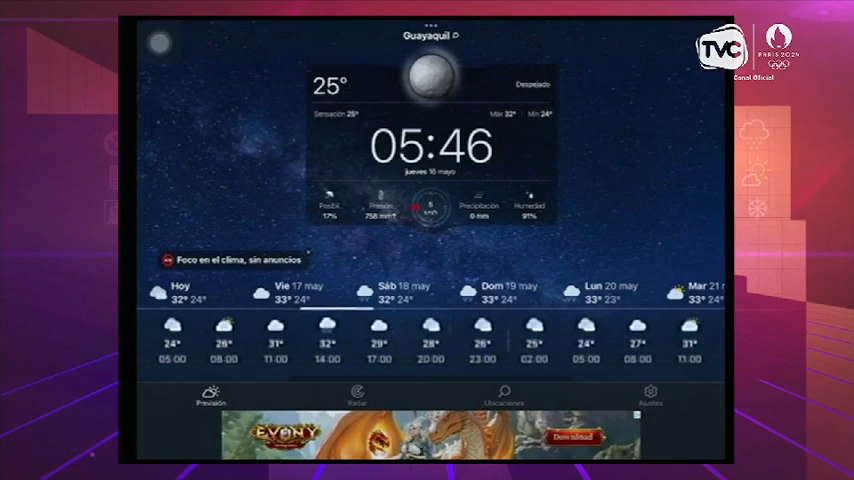 Guayaquil
TVC
PARIS 2024
Canal Oficial
25°
Despejado
Sensación 25°
Máx 32° Mín 24°
05:46
jueves 16 mayo
Posibil. Presión 5 km/h Precipitación Humedad
17% 758 mm 0 mm 91%
Foco en el clima, sin anuncios
Hoy Vie 17 may Sáb 18 may Dom 19 may Lun 20 may Mar 21
32° 24° 33° 24° 32° 24° 33° 24° 33° 23° 33° 24°
24° 26° 31° 32° 29° 28° 26° 25° 24° 27° 31°
05:00 08:00 11:00 14:00 17:00 20:00 23:00 02:00 05:00 08:00 11:00
Previsión Radar Ubicaciones Ajustes
EVONY
Download